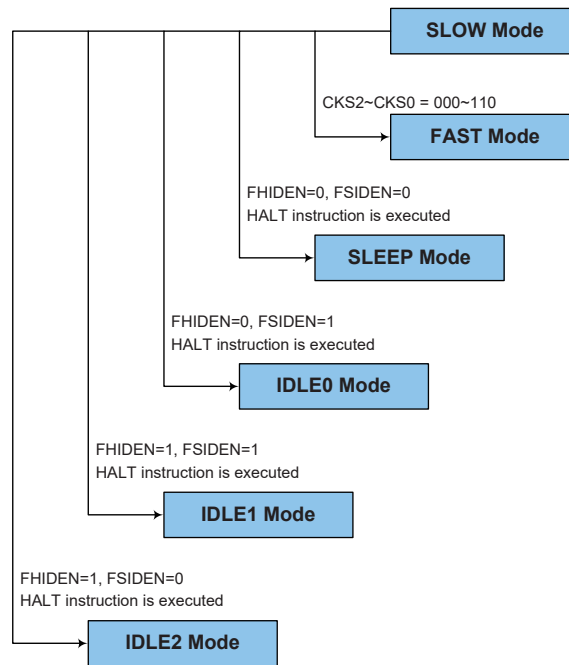 SLOW Mode
CKS2~CKS0 = 000~110
FAST Mode
FHIDEN=0, FSIDEN=0
HALT instruction is executed
SLEEP Mode
FHIDEN=0, FSIDEN=1
HALT instruction is executed
IDLE0 Mode
FHIDEN=1, FSIDEN=1
HALT instruction is executed
IDLE1 Mode
FHIDEN=1, FSIDEN=0
HALT instruction is executed
IDLE2 Mode